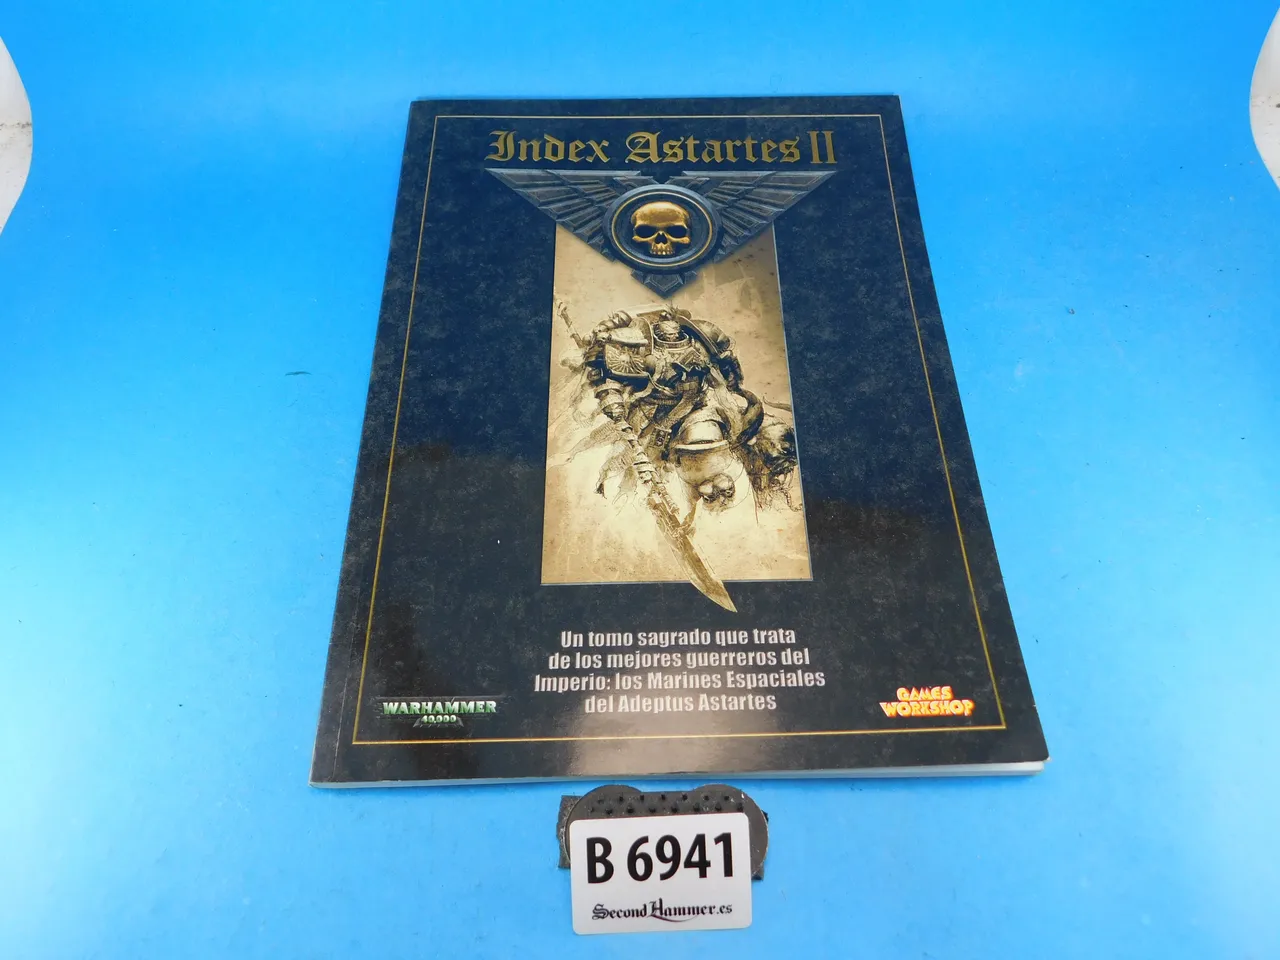 Index Astartes II
Un tomo sagrado que trata
de los mejores guerreros del
Imperio: los Marines Espaciales
del Adeptus Astartes
WARHAMMER
40,000
GAMES
WORKSHOP
B 6941
SecondHammer.es